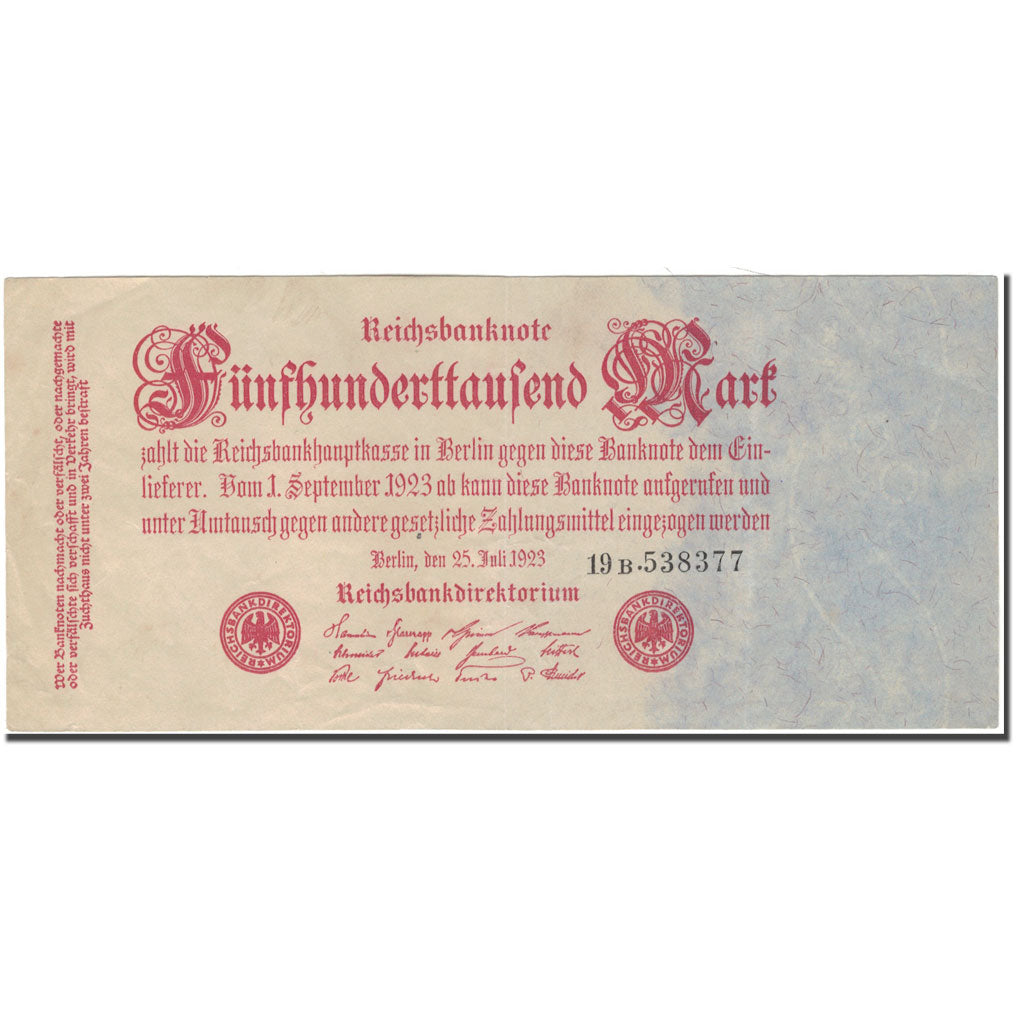 Reichsbanknote
Fünfhunderttausend Mark
zahlt die Reichsbankhauptkasse in Berlin gegen diese Banknote dem Ein-
lieferer. Vom 1. September 1923 ab kann diese Banknote aufgerufen und
unter Umtausch gegen andere gesetzliche Zahlungsmittel eingezogen werden
Berlin, den 25. Juli 1923
19B·538377
Reichsbankdirektorium
REICHSBANKDIREKTORIUM
REICHSBANKDIREKTORIUM
Wer Banknoten nachmacht oder verfälscht, oder nachgemachte
oder verfälschte sich verschafft und in Verkehr bringt, wird mit
Zuchthaus nicht unter zwei Jahren bestraft